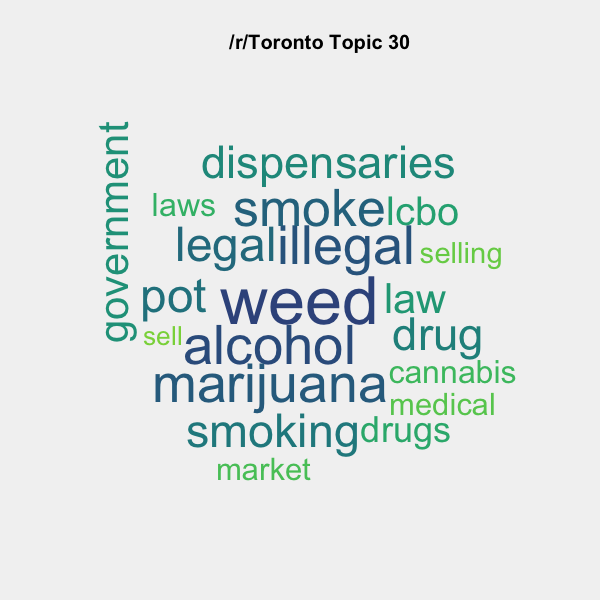 /r/Toronto Topic 30
government
dispensaries
laws smoke lcbo
legal illegal selling
pot weed law
sell alcohol drug
marijuana cannabis
medical
smoking drugs
market